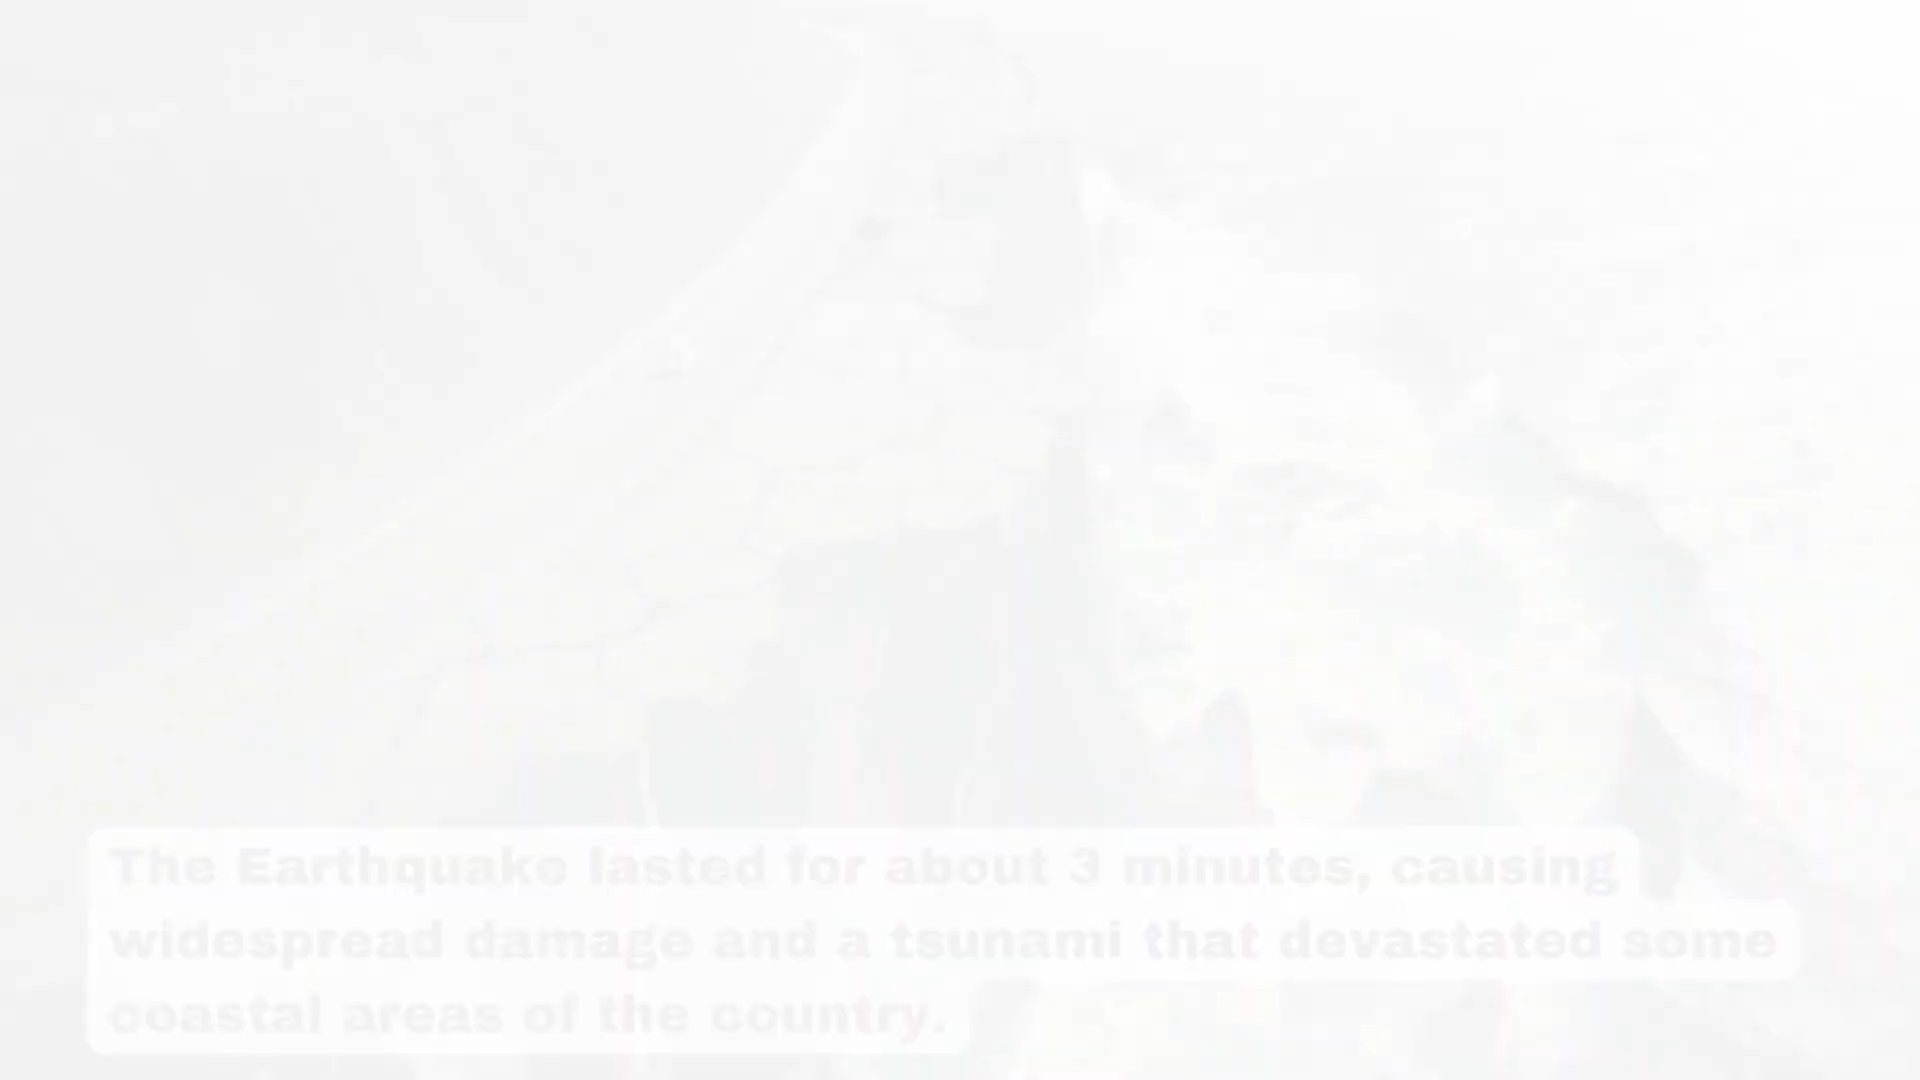 The Earthquake lasted for about 3 minutes, causing
widespread damage and a tsunami that devastated some
coastal areas of the country.